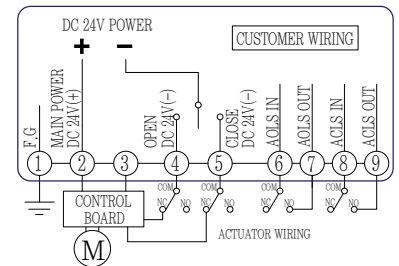 DC 24V POWER
+ −
CUSTOMER WIRING
F.G
MAIN POWER
DC 24V(+)
OPEN
DC 24V(−)
CLOSE
DC 24V(−)
AOLS IN
AOLS OUT
ACLS IN
ACLS OUT
1 2 3 4 5 6 7 8 9
COM COM COM COM
NC NO NC NO NC NO NC NO
CONTROL
BOARD
ACTUATOR WIRING
M